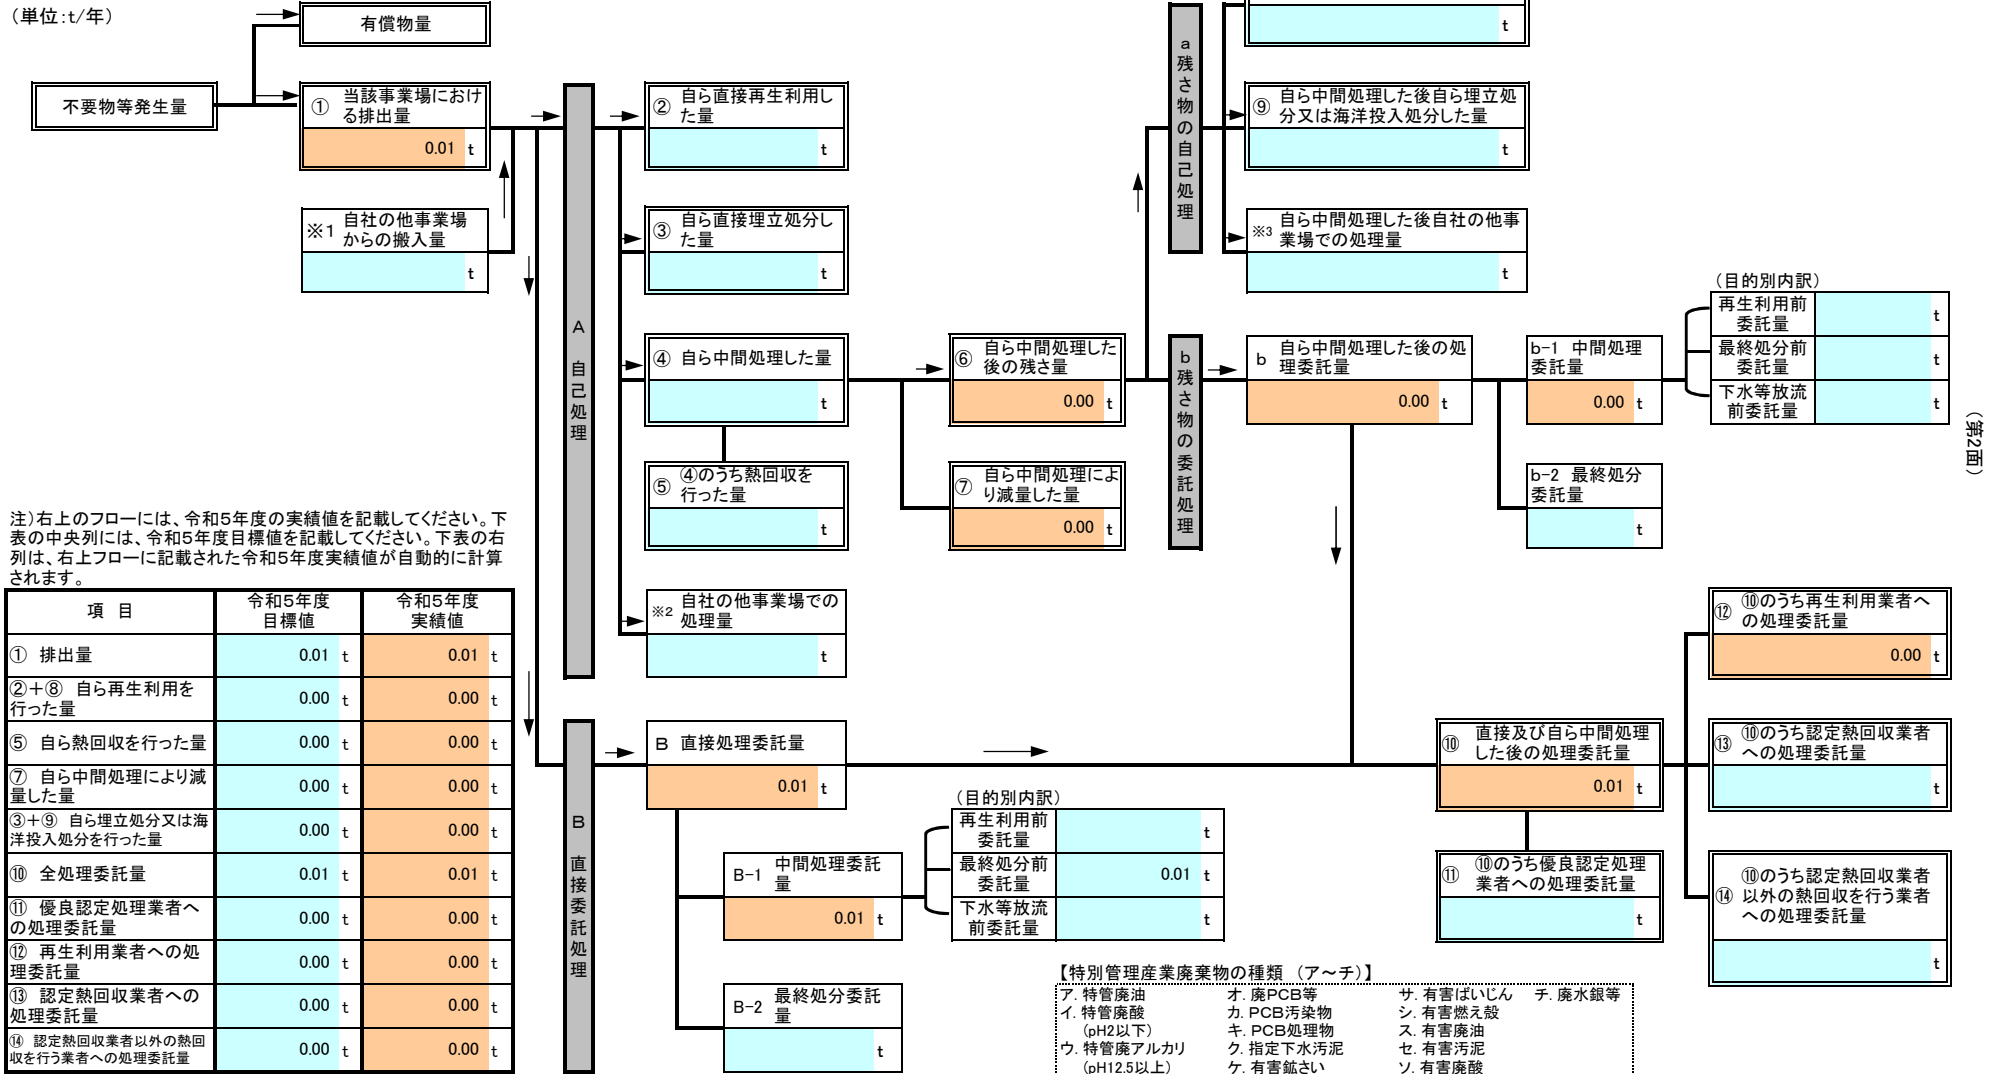 （単位:t/年）
有償物量
不要物等発生量
① 当該事業場におけ
る排出量
0.01 t
※1 自社の他事業場
からの搬入量
t
A 自己処理
② 自ら直接再生利用し
た量
t
③ 自ら直接埋立処分し
た量
t
④ 自ら中間処理した量
t
⑤ ④のうち熱回収を
行った量
t
※2 自社の他事業場での
処理量
t
⑥ 自ら中間処理した
後の残さ量
0.00 t
⑦ 自ら中間処理によ
り減量した量
0.00 t
a 残さ物の自己処理
t
⑨ 自ら中間処理した後自ら埋立処
分又は海洋投入処分した量
t
※3 自ら中間処理した後自社の他事
業場での処理量
t
b 残さ物の委託処理
b 自ら中間処理した後の処
理委託量
0.00 t
b-1 中間処理
委託量
0.00 t
b-2 最終処分
委託量
t
（目的別内訳）
再生利用前
委託量
t
最終処分前
委託量
t
下水等放流
前委託量
t
（第2面）
注）右上のフローには、令和5年度の実績値を記載してください。下
表の中央列には、令和5年度目標値を記載してください。下表の右
列は、右上フローに記載された令和5年度実績値が自動的に計算
されます。
項 目 令和5年度 令和5年度
目標値 実績値
① 排出量 0.01 t 0.01 t
②＋⑧ 自ら再生利用を
行った量 0.00 t 0.00 t
⑤ 自ら熱回収を行った量 0.00 t 0.00 t
⑦ 自ら中間処理により減
量した量 0.00 t 0.00 t
③＋⑨ 自ら埋立処分又は海
洋投入処分を行った量 0.00 t 0.00 t
⑩ 全処理委託量 0.01 t 0.01 t
⑪ 優良認定処理業者へ
の処理委託量 0.00 t 0.00 t
⑫ 再生利用業者への処
理委託量 0.00 t 0.00 t
⑬ 認定熱回収業者への
処理委託量 0.00 t 0.00 t
⑭ 認定熱回収業者以外の熱回
収を行う業者への処理委託量 0.00 t 0.00 t
B 直接委託処理
B 直接処理委託量
0.01 t
B-1 中間処理委託
量
0.01 t
B-2 最終処分委託
量
t
（目的別内訳）
再生利用前
委託量
t
最終処分前
委託量
0.01 t
下水等放流
前委託量
t
⑩ 直接及び自ら中間処理
した後の処理委託量
0.01 t
⑪ ⑩のうち優良認定処理
業者への処理委託量
t
⑫ ⑩のうち再生利用業者へ
の処理委託量
0.00 t
⑬ ⑩のうち認定熱回収業者
への処理委託量
t
⑭ ⑩のうち認定熱回収業者
以外の熱回収を行う業者
への処理委託量
t
【特別管理産業廃棄物の種類 （ア～チ）】
ア. 特管廃油 オ. 廃PCB等 サ. 有害ばいじん チ. 廃水銀等
イ. 特管廃酸 カ. PCB汚染物 シ. 有害燃え殻
（pH2以下） キ. PCB処理物 ス. 有害廃油
ウ. 特管廃アルカリ ク. 指定下水汚泥 セ. 有害汚泥
（pH12.5以上） ケ. 有害鉱さい ソ. 有害廃酸